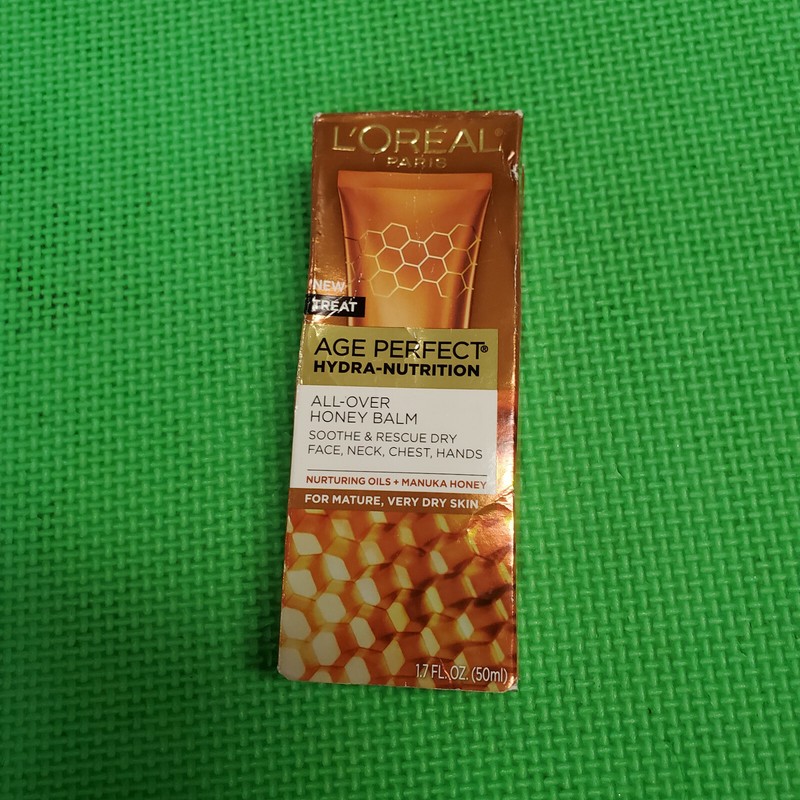 L'ORÉAL®
PARIS
NEW
TREAT
AGE PERFECT®
HYDRA-NUTRITION
ALL-OVER
HONEY BALM
SOOTHE & RESCUE DRY
FACE, NECK, CHEST, HANDS
NURTURING OILS + MANUKA HONEY
FOR MATURE, VERY DRY SKIN
1.7 FL. OZ. (50ml)